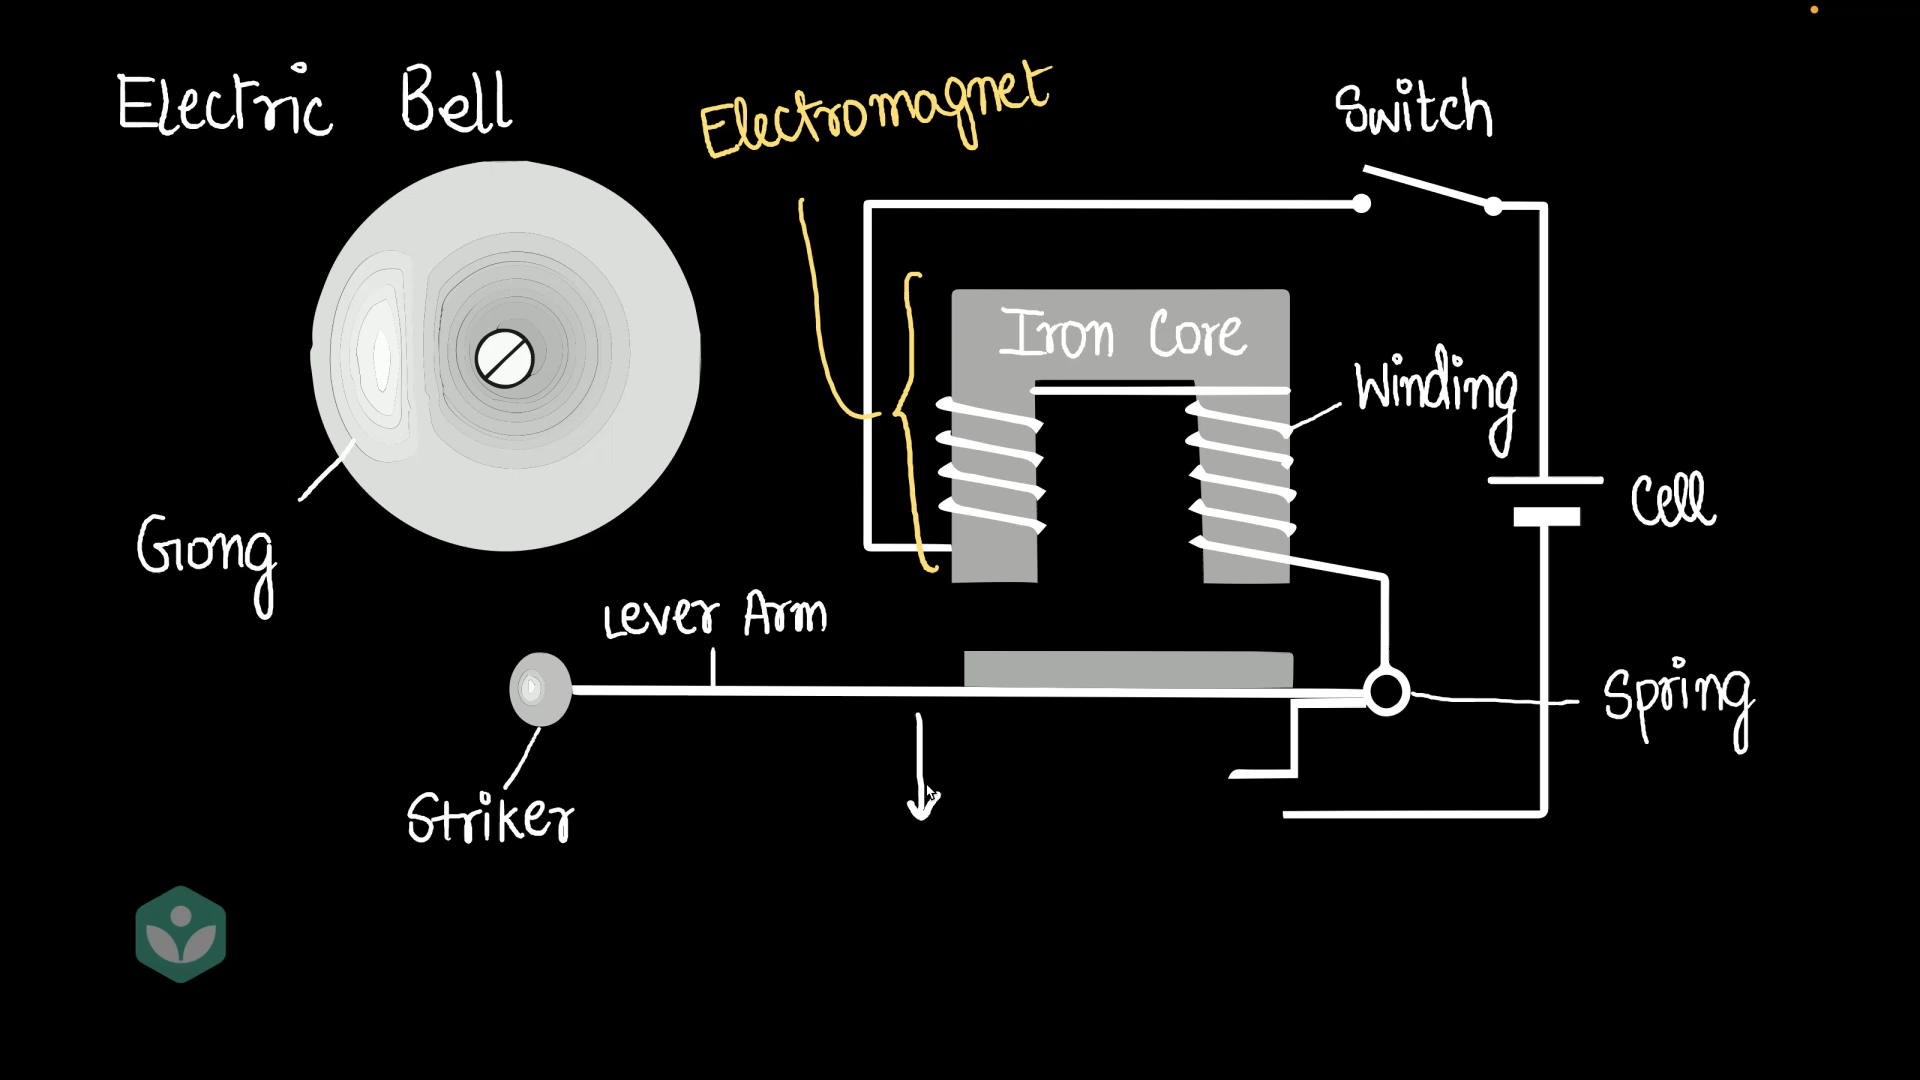 Electric Bell
Electromagnet
Switch
Iron Core
Winding
Cell
Gong
Lever Arm
Spring
Striker